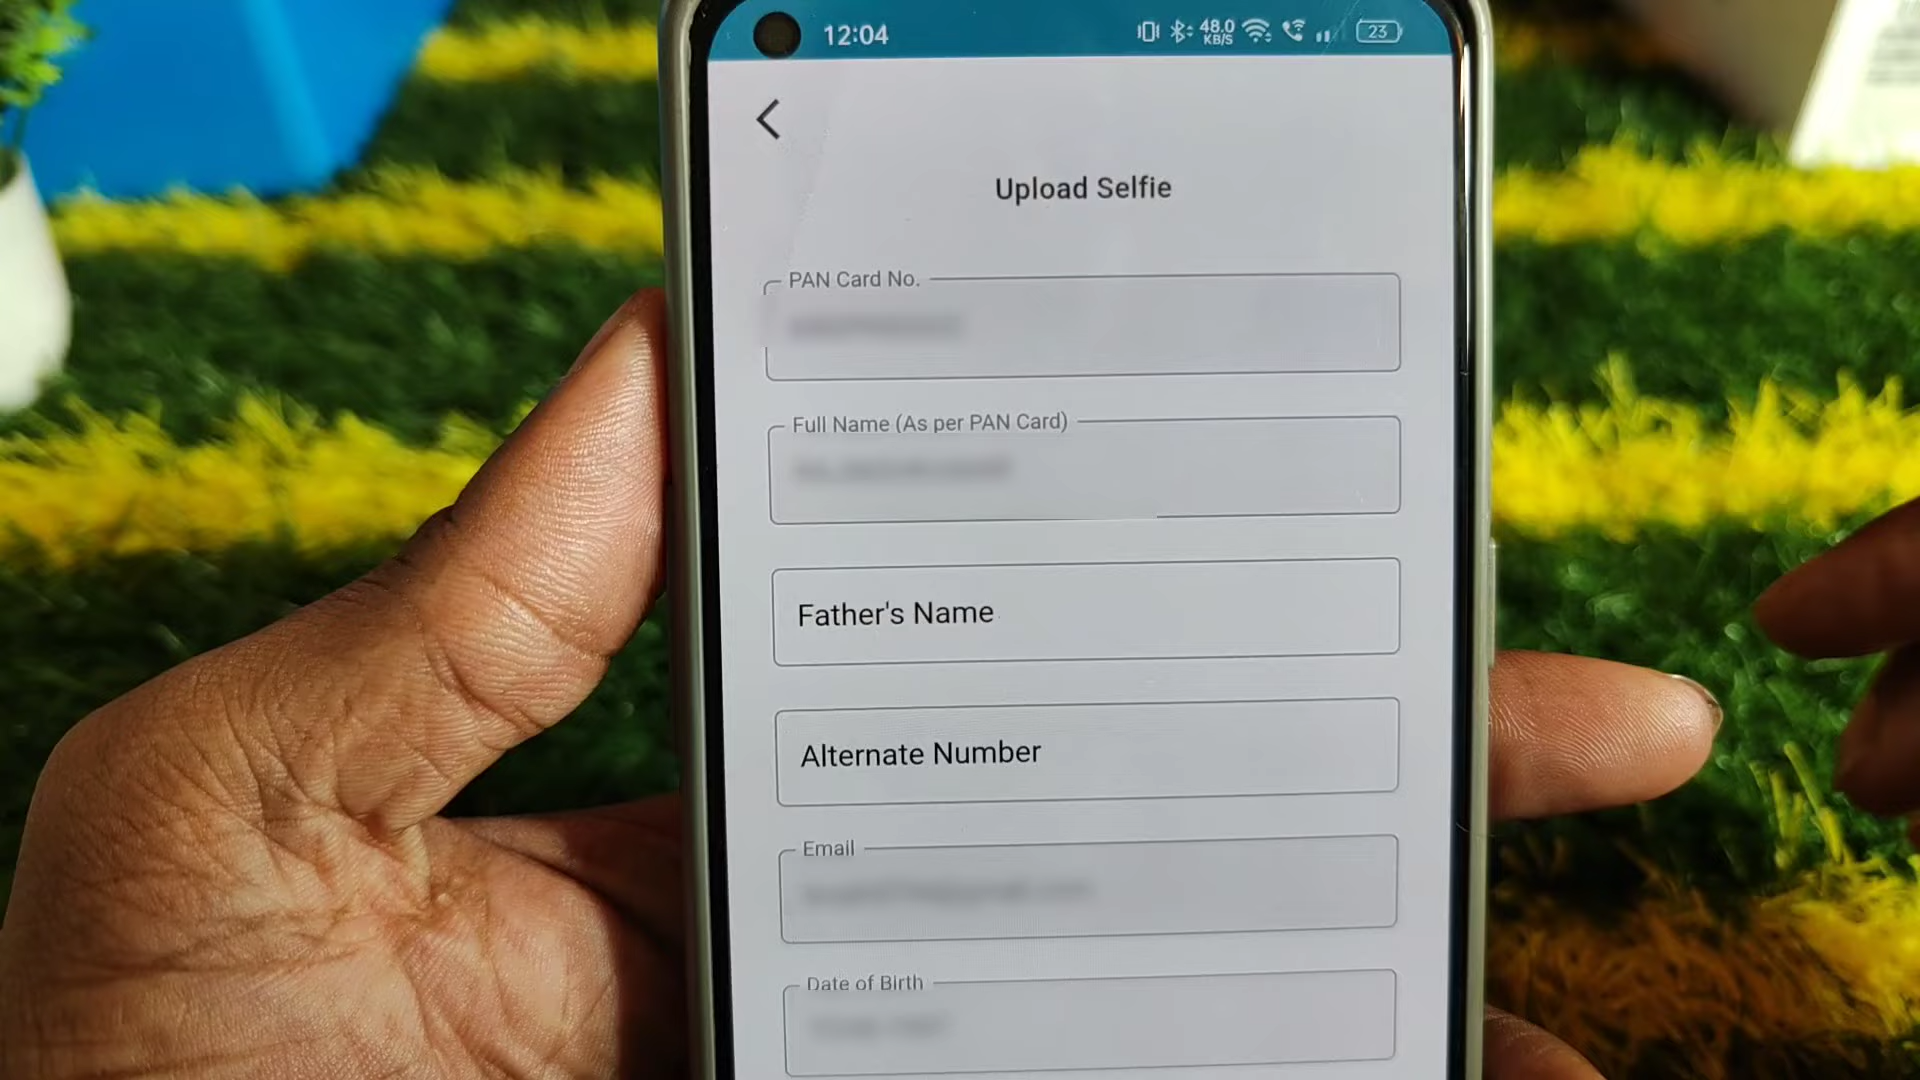 12:04
48.0
KB/S
23
Upload Selfie
PAN Card No.
Full Name (As per PAN Card)
Father's Name
Alternate Number
Email
Date of Birth